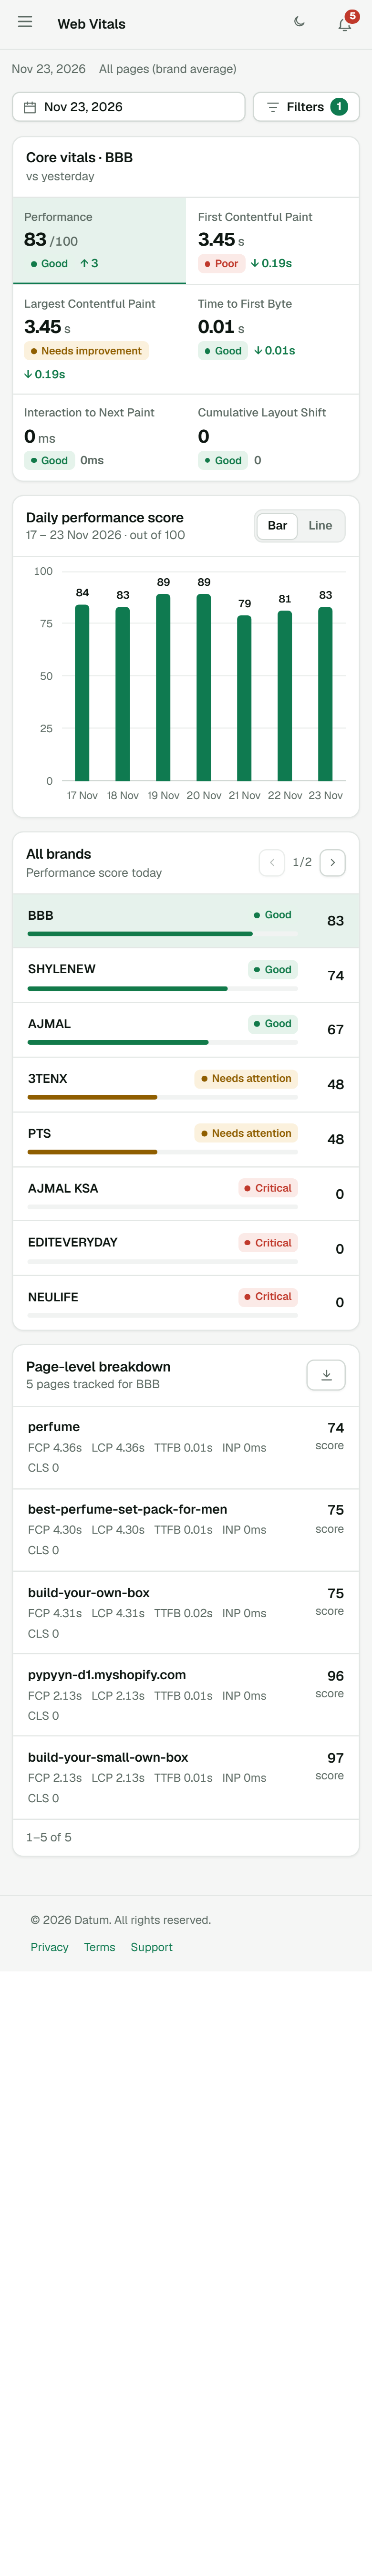 Web Vitals
5
Nov 23, 2026 All pages (brand average)
Nov 23, 2026
Filters 1
Core vitals · BBB
vs yesterday
Performance
83 /100
Good ↑ 3
First Contentful Paint
3.45 s
Poor ↓ 0.19s
Largest Contentful Paint
3.45 s
Needs improvement
↓ 0.19s
Time to First Byte
0.01 s
Good ↓ 0.01s
Interaction to Next Paint
0 ms
Good 0ms
Cumulative Layout Shift
0
Good 0
Daily performance score
17 – 23 Nov 2026 · out of 100
Bar Line
100
75
50
25
0
84 83 89 89 79 81 83
17 Nov 18 Nov 19 Nov 20 Nov 21 Nov 22 Nov 23 Nov
All brands
Performance score today
1/2
BBB Good 83
SHYLENEW Good 74
AJMAL Good 67
3TENX Needs attention 48
PTS Needs attention 48
AJMAL KSA Critical 0
EDITEVERYDAY Critical 0
NEULIFE Critical 0
Page-level breakdown
5 pages tracked for BBB
perfume 74
FCP 4.36s LCP 4.36s TTFB 0.01s INP 0ms score
CLS 0
best-perfume-set-pack-for-men 75
FCP 4.30s LCP 4.30s TTFB 0.01s INP 0ms score
CLS 0
build-your-own-box 75
FCP 4.31s LCP 4.31s TTFB 0.02s INP 0ms score
CLS 0
pypyyn-d1.myshopify.com 96
FCP 2.13s LCP 2.13s TTFB 0.01s INP 0ms score
CLS 0
build-your-small-own-box 97
FCP 2.13s LCP 2.13s TTFB 0.01s INP 0ms score
CLS 0
1–5 of 5
© 2026 Datum. All rights reserved.
Privacy Terms Support